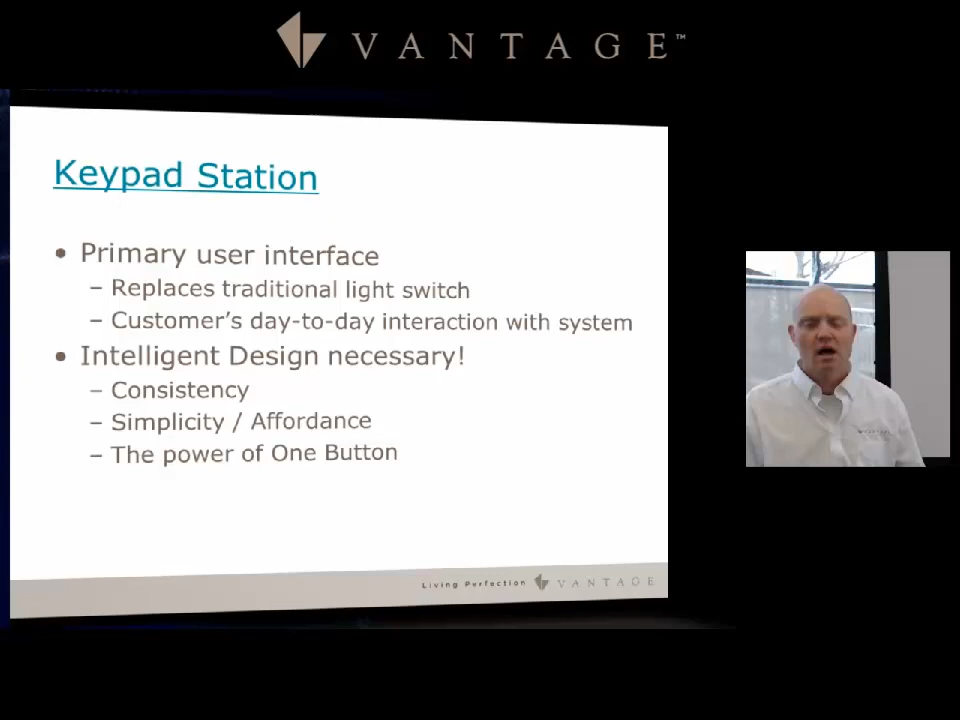 VANTAGE™
Keypad Station
• Primary user interface
– Replaces traditional light switch
– Customer's day-to-day interaction with system
• Intelligent Design necessary!
– Consistency
– Simplicity / Affordance
– The power of One Button
Living Perfection VANTAGE